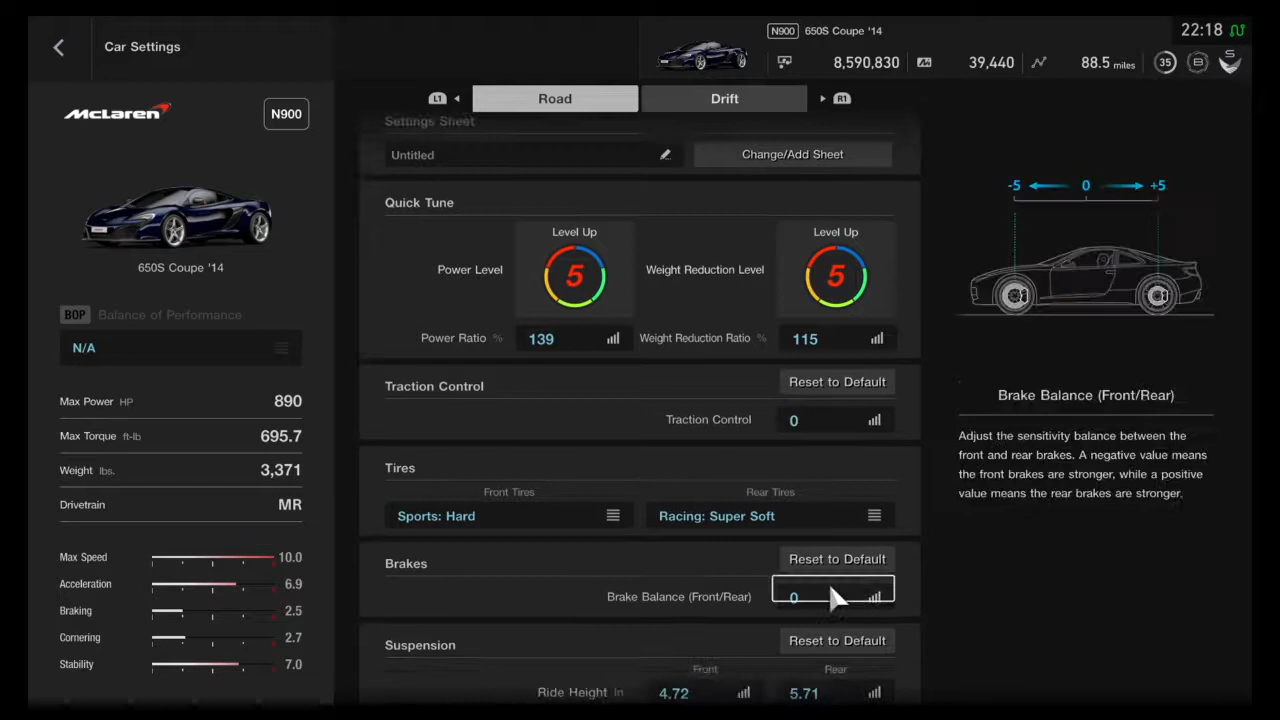 Car Settings
N900 650S Coupe '14
8,590,830
39,440
88.5 miles
35
B
S
22:18
McLaren
N900
650S Coupe '14
BOP Balance of Performance
N/A
Max Power HP 890
Max Torque ft-lb 695.7
Weight lbs. 3,371
Drivetrain MR
Max Speed 10.0
Acceleration 6.9
Braking 2.5
Cornering 2.7
Stability 7.0
L1 Road Drift R1
Settings Sheet
Untitled Change/Add Sheet
Quick Tune
Level Up Level Up
Power Level 5 Weight Reduction Level 5
Power Ratio % 139 Weight Reduction Ratio % 115
Traction Control Reset to Default
Traction Control 0
Tires
Front Tires Rear Tires
Sports: Hard Racing: Super Soft
Brakes Reset to Default
Brake Balance (Front/Rear) 0
Suspension Reset to Default
Front Rear
Ride Height In 4.72 5.71
-5 0 +5
Brake Balance (Front/Rear)
Adjust the sensitivity balance between the
front and rear brakes. A negative value means
the front brakes are stronger, while a positive
value means the rear brakes are stronger.